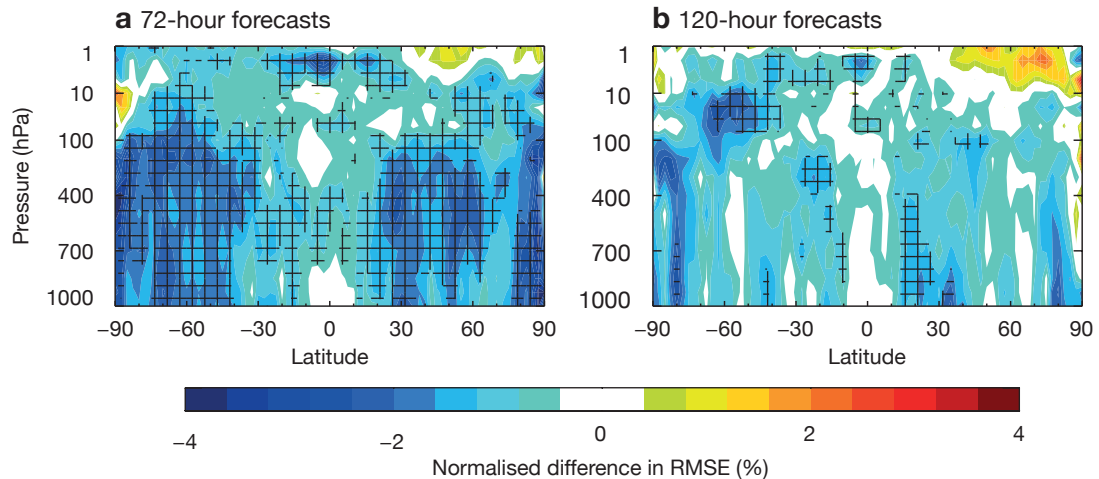 a 72-hour forecasts
b 120-hour forecasts
Pressure (hPa)
1
10
100
400
700
1000
−90 −60 −30 0 30 60 90
Latitude
1
10
100
400
700
1000
−90 −60 −30 0 30 60 90
Latitude
−4 −2 0 2 4
Normalised difference in RMSE (%)